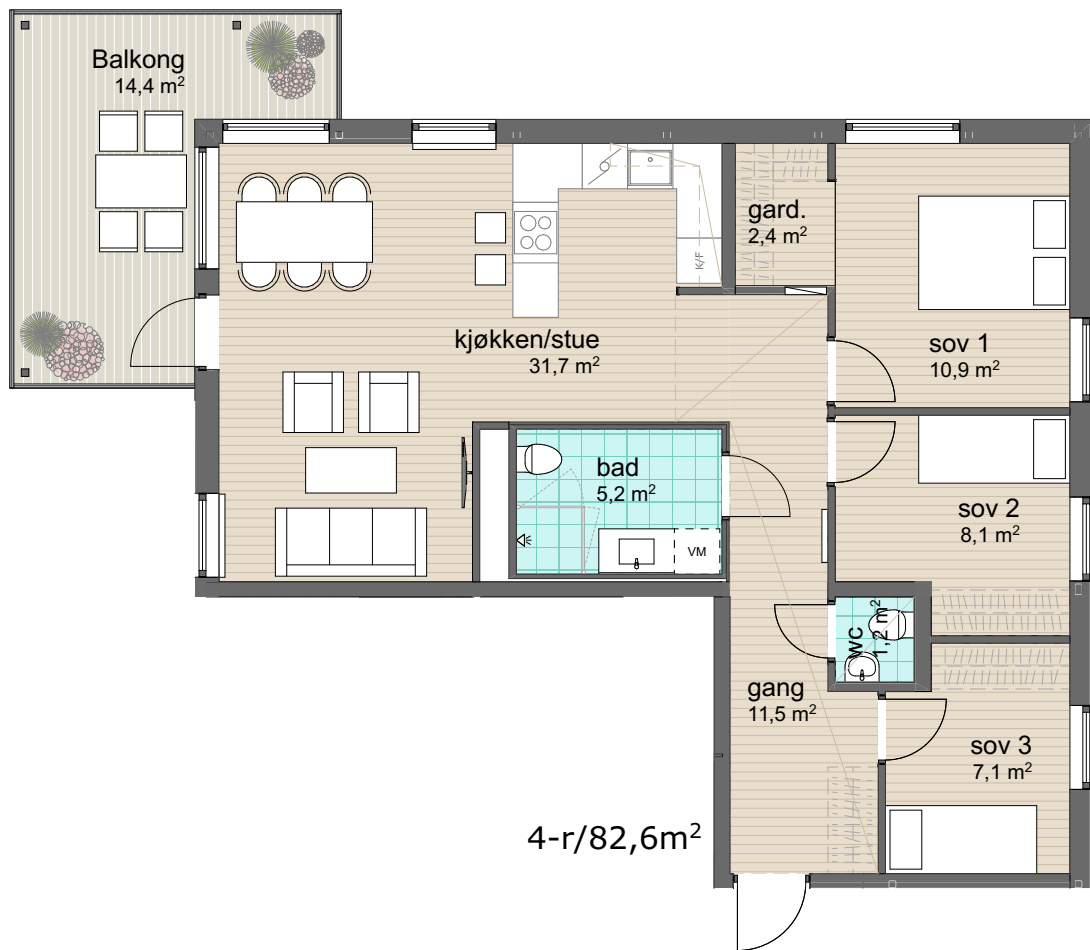 Balkong
14,4 m²
gard.
2,4 m²
K/F
kjøkken/stue
31,7 m²
sov 1
10,9 m²
bad
5,2 m²
VM
sov 2
8,1 m²
wc
1,2 m²
gang
11,5 m²
sov 3
7,1 m²
4-r/82,6m²